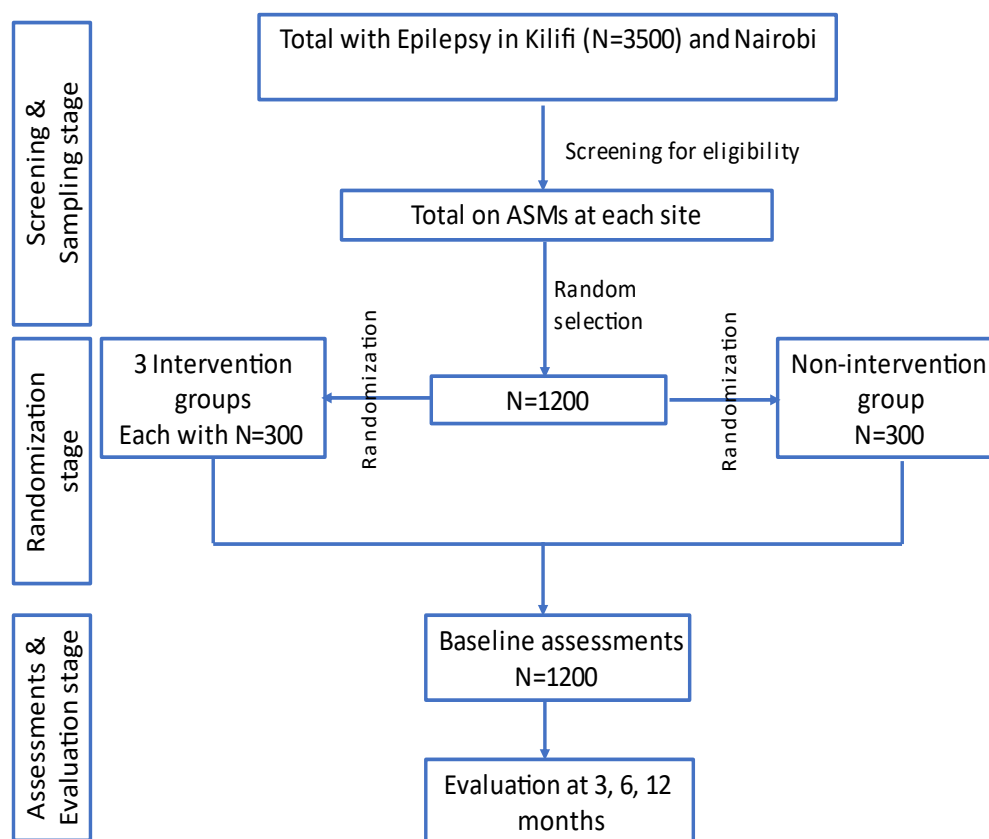 Screening &
Sampling stage
Total with Epilepsy in Kilifi (N=3500) and Nairobi
Screening for eligibility
Total on ASMs at each site
Random
selection
Randomization
stage
3 Intervention
groups
Each with N=300
Randomization
N=1200
Randomization
Non-intervention
group
N=300
Assessments &
Evaluation stage
Baseline assessments
N=1200
Evaluation at 3, 6, 12
months